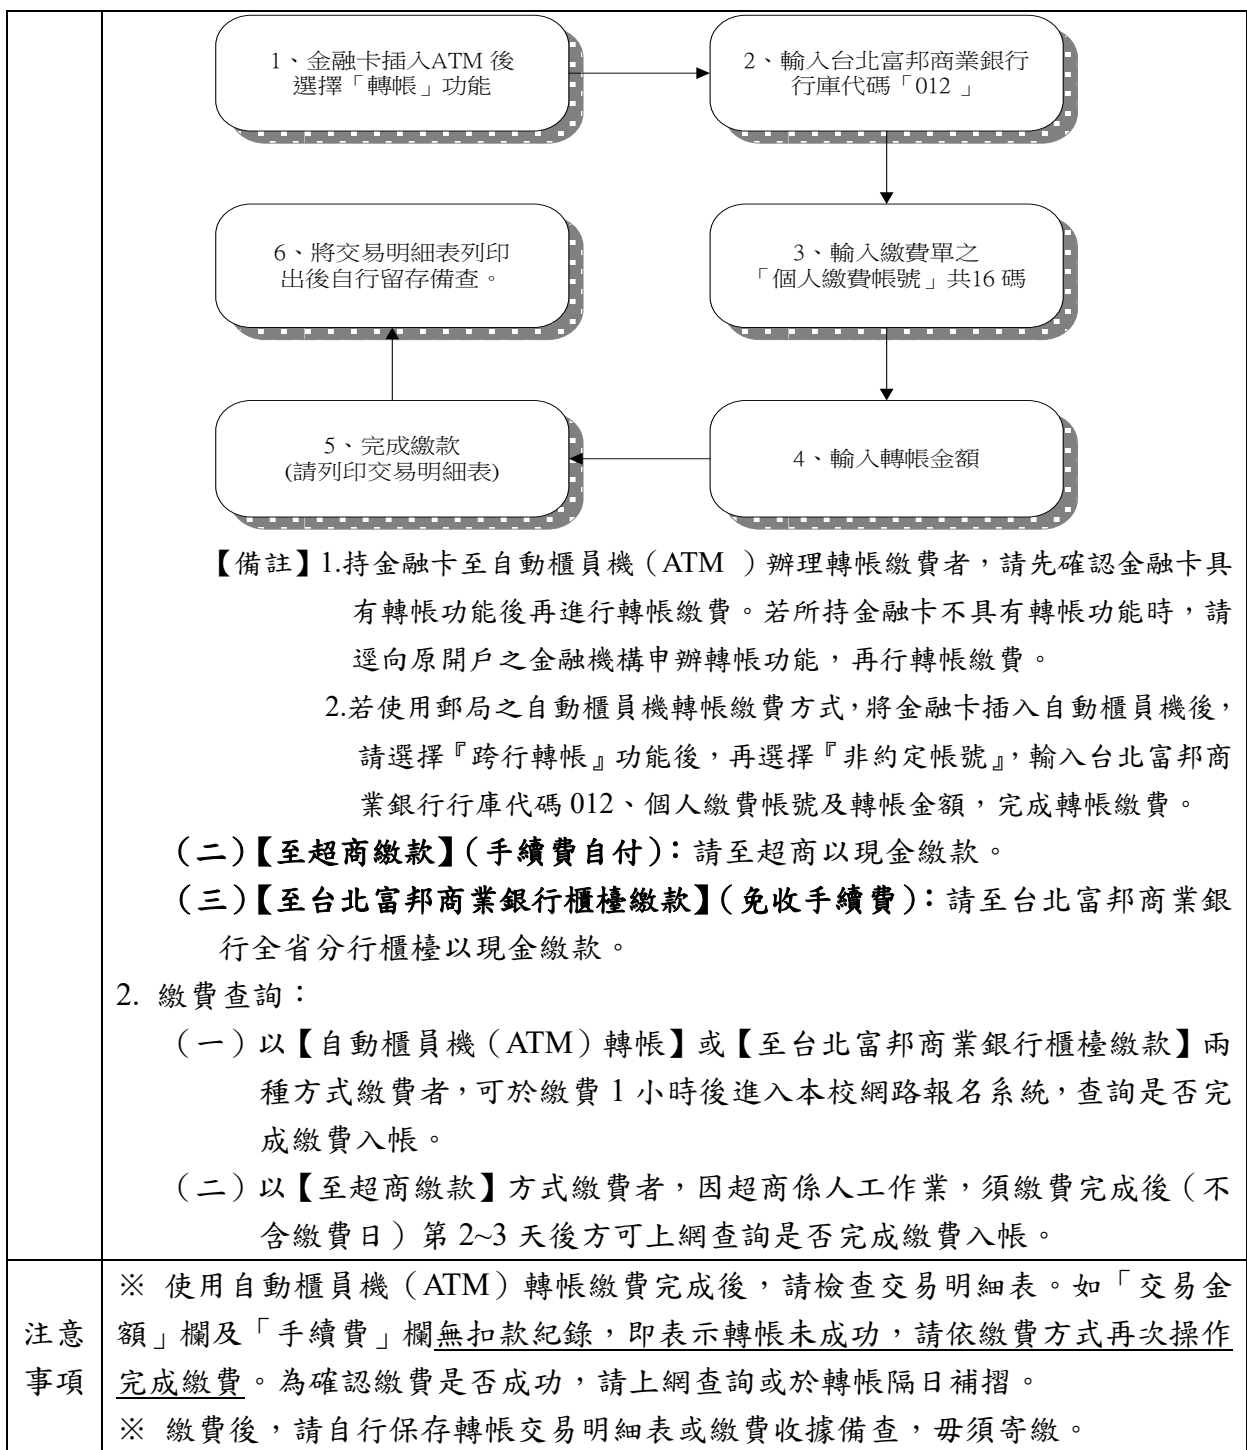 1、金融卡插入ATM 後
選擇「轉帳」功能
2、輸入台北富邦商業銀行
行庫代碼「012 」
3、輸入繳費單之
「個人繳費帳號」共16 碼
4、輸入轉帳金額
5、完成繳款
(請列印交易明細表)
6、將交易明細表列印
出後自行留存備查。
【備註】1.持金融卡至自動櫃員機（ATM ）辦理轉帳繳費者，請先確認金融卡具
有轉帳功能後再進行轉帳繳費。若所持金融卡不具有轉帳功能時，請
逕向原開戶之金融機構申辦轉帳功能，再行轉帳繳費。
2.若使用郵局之自動櫃員機轉帳繳費方式，將金融卡插入自動櫃員機後，
請選擇『跨行轉帳』功能後，再選擇『非約定帳號』，輸入台北富邦商
業銀行行庫代碼 012、個人繳費帳號及轉帳金額，完成轉帳繳費。
（二）【至超商繳款】（手續費自付）：請至超商以現金繳款。
（三）【至台北富邦商業銀行櫃檯繳款】（免收手續費）：請至台北富邦商業銀
行全省分行櫃檯以現金繳款。
2. 繳費查詢：
（一）以【自動櫃員機（ATM）轉帳】或【至台北富邦商業銀行櫃檯繳款】兩
種方式繳費者，可於繳費 1 小時後進入本校網路報名系統，查詢是否完
成繳費入帳。
（二）以【至超商繳款】方式繳費者，因超商係人工作業，須繳費完成後（不
含繳費日）第 2~3 天後方可上網查詢是否完成繳費入帳。
注意
事項
※ 使用自動櫃員機（ATM）轉帳繳費完成後，請檢查交易明細表。如「交易金
額」欄及「手續費」欄無扣款紀錄，即表示轉帳未成功，請依繳費方式再次操作
完成繳費。為確認繳費是否成功，請上網查詢或於轉帳隔日補摺。
※ 繳費後，請自行保存轉帳交易明細表或繳費收據備查，毋須寄繳。